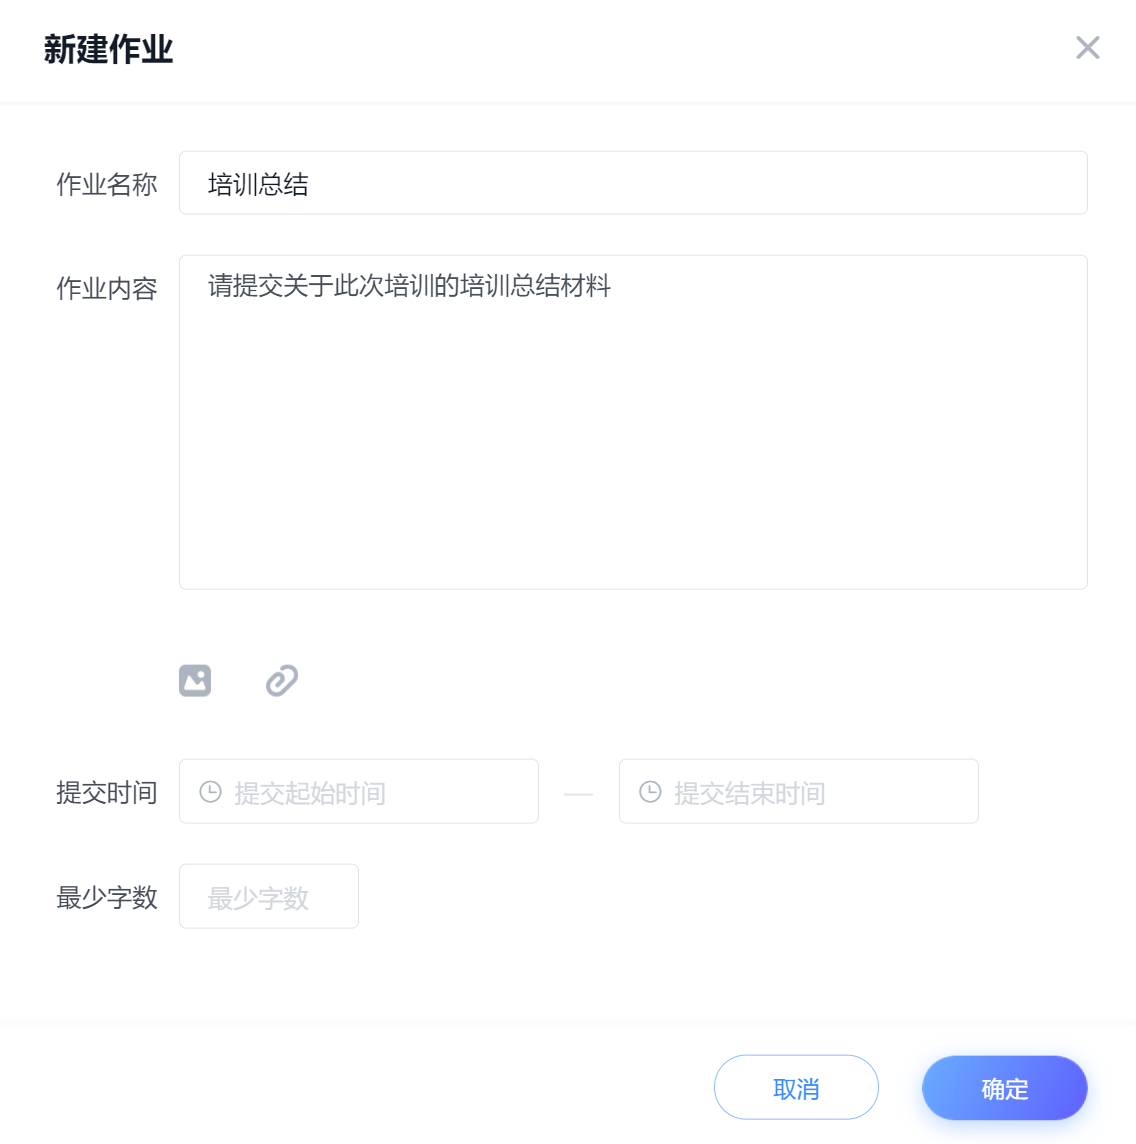 新建作业
作业名称
培训总结
作业内容
请提交关于此次培训的培训总结材料
提交时间
提交起始时间
—
提交结束时间
最少字数
最少字数
取消
确定